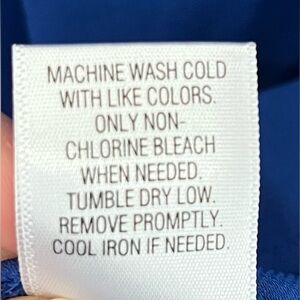 MACHINE WASH COLD
WITH LIKE COLORS.
ONLY NON-
CHLORINE BLEACH
WHEN NEEDED.
TUMBLE DRY LOW.
REMOVE PROMPTLY.
COOL IRON IF NEEDED.